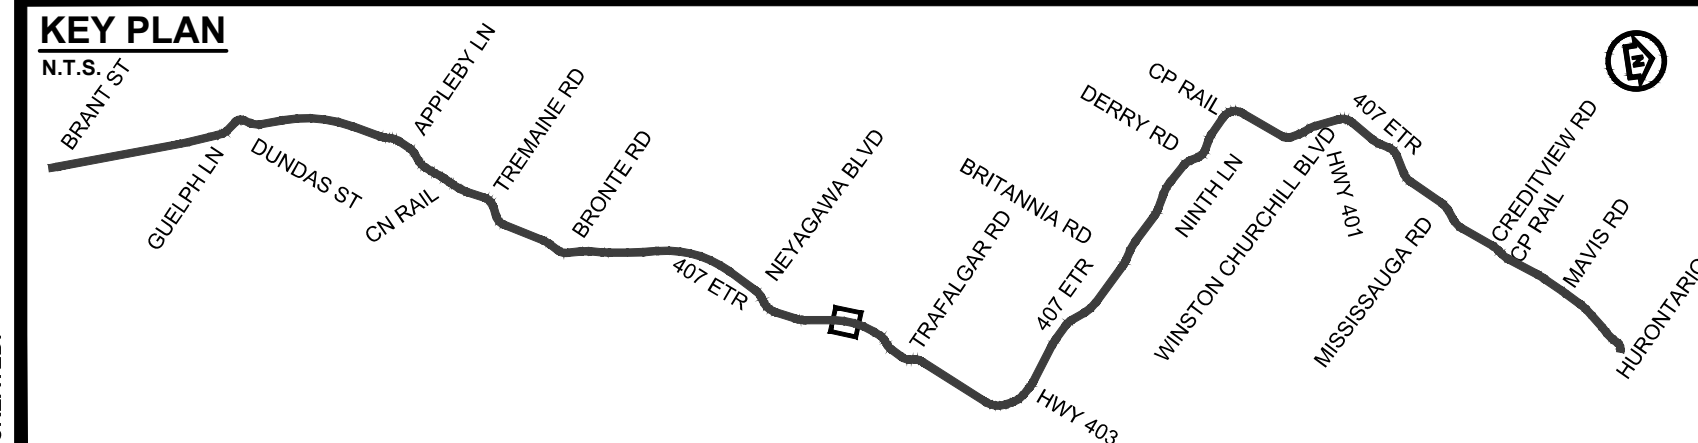 KEY PLAN
N.T.S.
BRANT ST
GUELPH LN
DUNDAS ST
CN RAIL
APPLEBY LN
TREMAINE RD
BRONTE RD
407 ETR
NEYAGAWA BLVD
TRAFALGAR RD
HWY 403
407 ETR
BRITANNIA RD
DERRY RD
CP RAIL
NINTH LN
WINSTON CHURCHILL BLVD
HWY 401
407 ETR
MISSISSAUGA RD
CREDITVIEW RD
CP RAIL
MAVIS RD
HURONTARIO
N